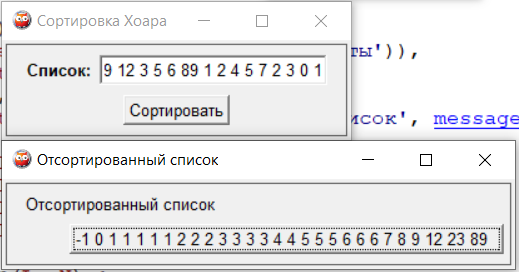 Сортировка Хоара
ты')),
Список: 9 12 3 5 6 89 1 2 4 5 7 2 3 0 1
Сортировать
исок', message
Отсортированный список
Отсортированный список
-1 0 1 1 1 1 1 2 2 2 3 3 3 3 4 4 5 5 5 5 6 6 6 7 8 9 12 23 89